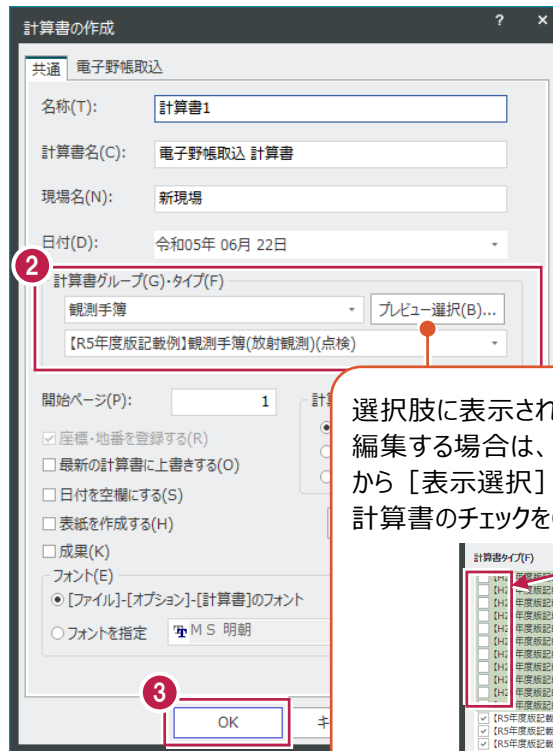 計算書の作成
? ×
共通 電子野帳取込
名称(T): 計算書1
計算書名(C): 電子野帳取込 計算書
現場名(N): 新現場
日付(D): 令和05年 06月 22日
2
計算書グループ(G)・タイプ(F)
観測手簿 プレビュー選択(B)...
【R5年度版記載例】観測手簿(放射観測)(点検)
開始ページ(P): 1
座標・地番を登録する(R)
最新の計算書に上書きする(O)
日付を空欄にする(S)
表紙を作成する(H)
成果(K)
フォント(E)
[ファイル]-[オプション]-[計算書]のフォント
フォントを指定 MS 明朝
3
OK キ
選択肢に表示され
編集する場合は、
から [表示選択]
計算書のチェックを
計算書タイプ(F)
【R5年度版記載
【R5年度版記載
【R5年度版記載